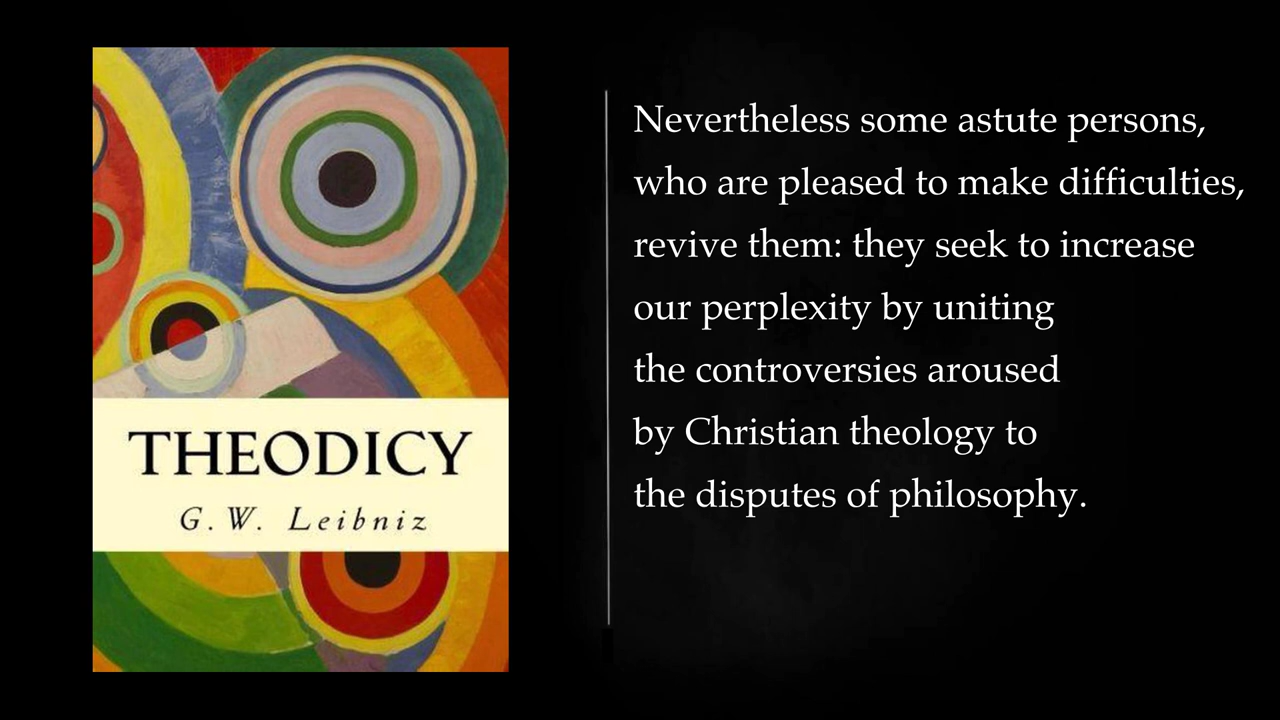 THEODICY
G. W. Leibniz
Nevertheless some astute persons,
who are pleased to make difficulties,
revive them: they seek to increase
our perplexity by uniting
the controversies aroused
by Christian theology to
the disputes of philosophy.